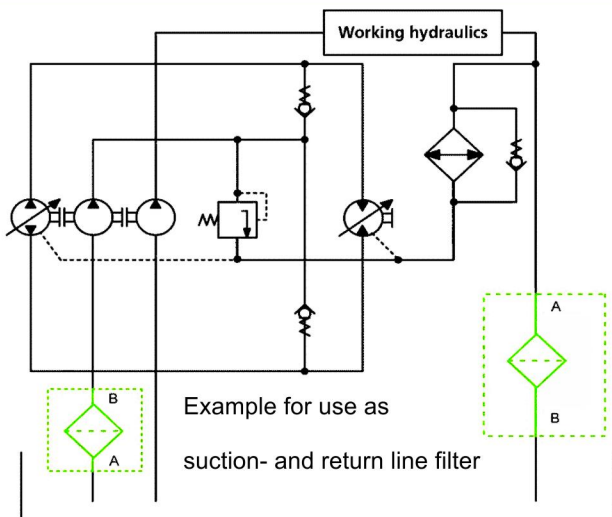 Working hydraulics
A
B
B
Example for use as
A
suction- and return line filter